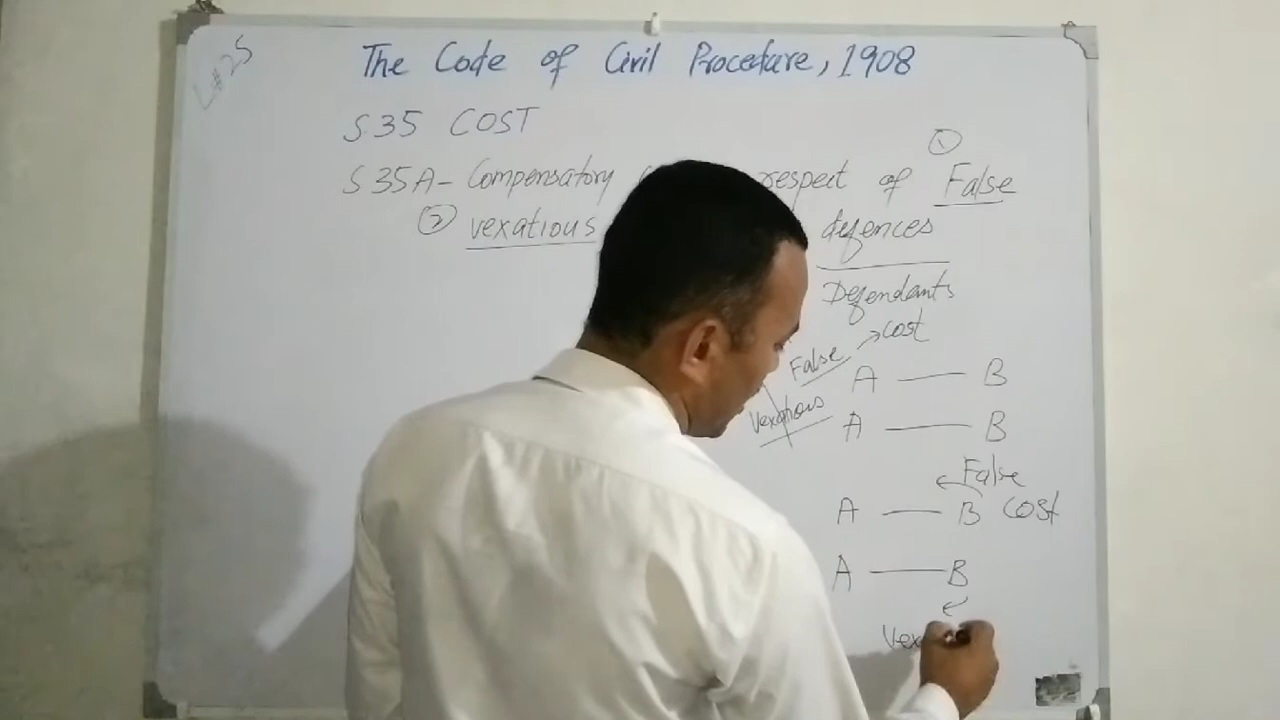 L#25
The Code of Civil Procedure, 1908
S35 COST
①
S35A- Compensatory respect of False
② vexatious defences
Defendants
False → cost
A — B
Vexatious
A — B
False
A — B cost
A — B
Vex